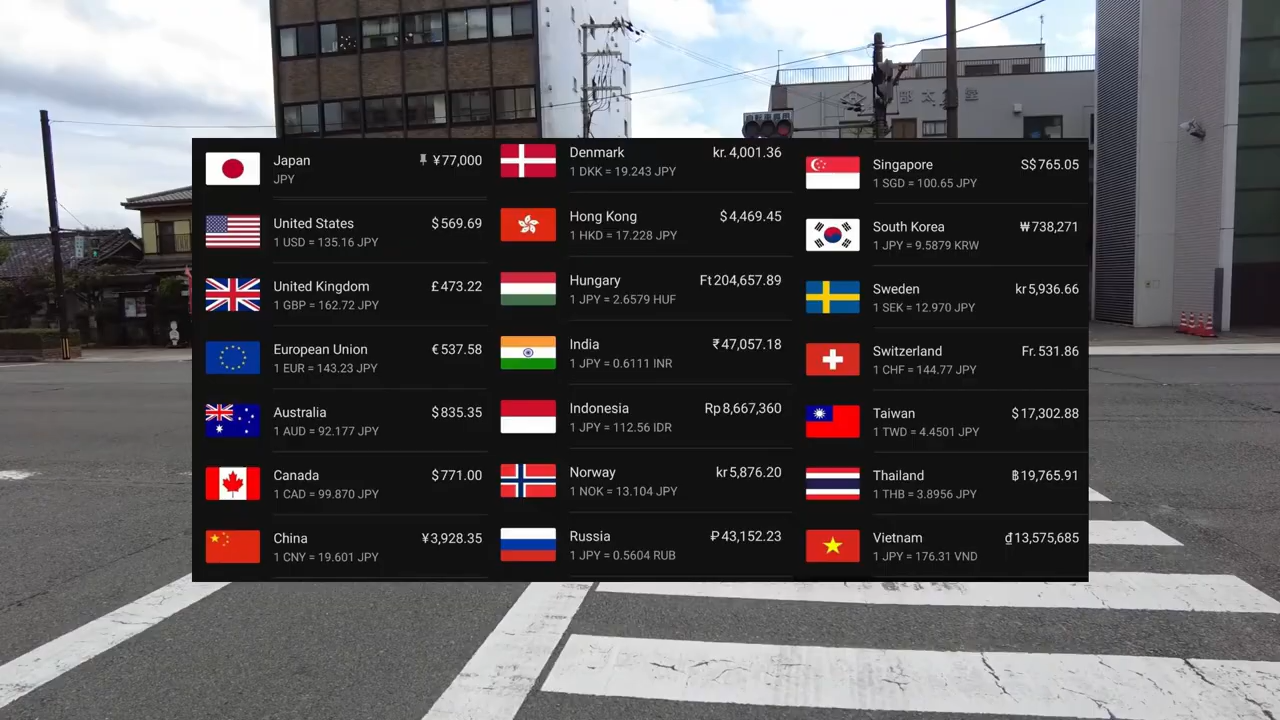 Japan
¥77,000
JPY
United States
$569.69
1 USD = 135.16 JPY
United Kingdom
£473.22
1 GBP = 162.72 JPY
European Union
€537.58
1 EUR = 143.23 JPY
Australia
$835.35
1 AUD = 92.177 JPY
Canada
$771.00
1 CAD = 99.870 JPY
China
¥3,928.35
1 CNY = 19.601 JPY
Denmark
kr. 4,001.36
1 DKK = 19.243 JPY
Hong Kong
$4,469.45
1 HKD = 17.228 JPY
Hungary
Ft204,657.89
1 JPY = 2.6579 HUF
India
₹47,057.18
1 JPY = 0.6111 INR
Indonesia
Rp8,667,360
1 JPY = 112.56 IDR
Norway
kr5,876.20
1 NOK = 13.104 JPY
Russia
₽43,152.23
1 JPY = 0.5604 RUB
Singapore
S$765.05
1 SGD = 100.65 JPY
South Korea
₩738,271
1 JPY = 9.5879 KRW
Sweden
kr5,936.66
1 SEK = 12.970 JPY
Switzerland
Fr. 531.86
1 CHF = 144.77 JPY
Taiwan
$17,302.88
1 TWD = 4.4501 JPY
Thailand
฿19,765.91
1 THB = 3.8956 JPY
Vietnam
₫13,575,685
1 JPY = 176.31 VND